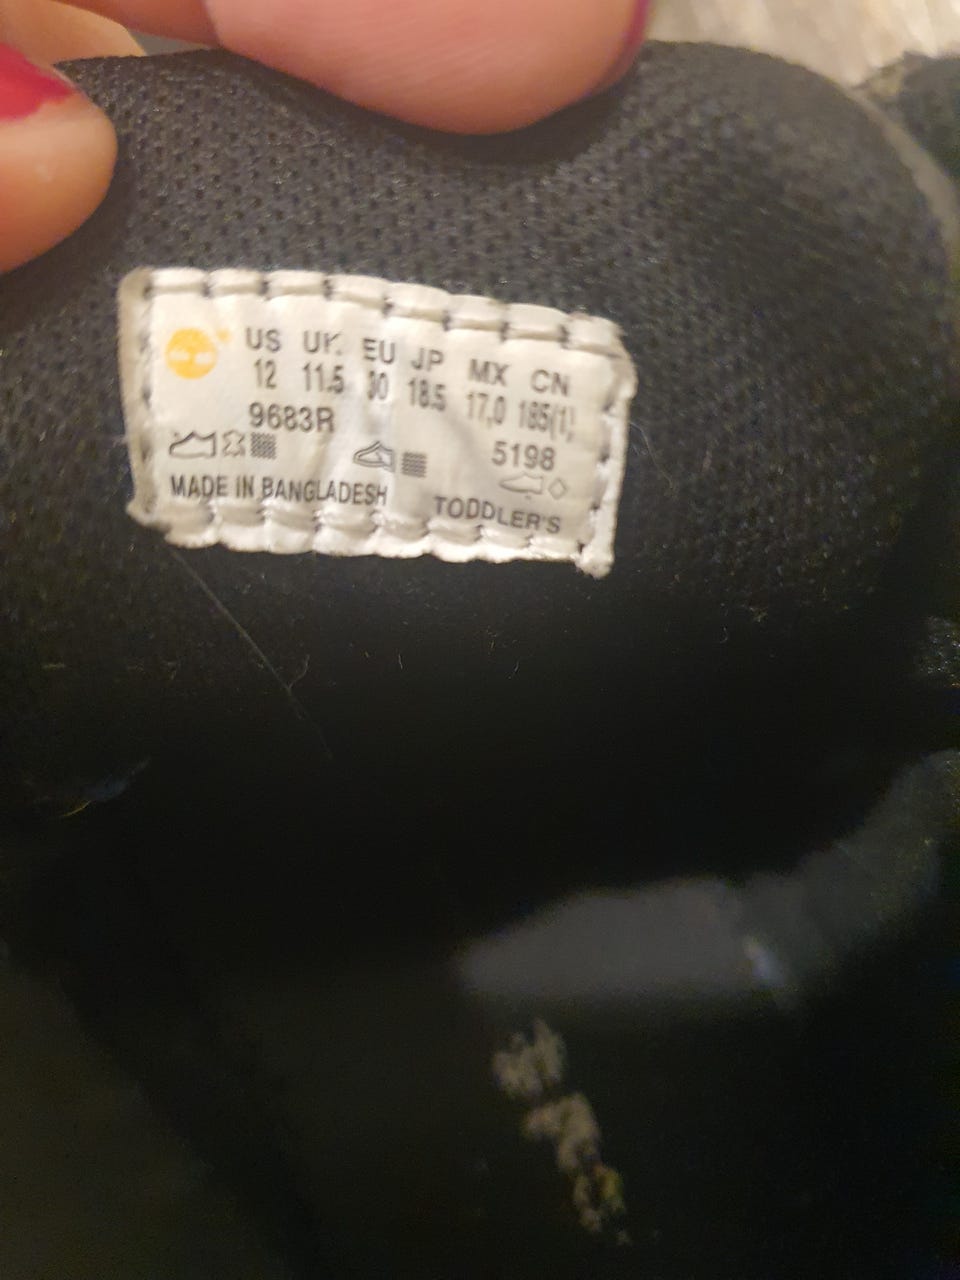 US UK EU JP MX CN
12 11.5 30 18.5 17,0 185(1)
9683R
5198
MADE IN BANGLADESH
TODDLER'S